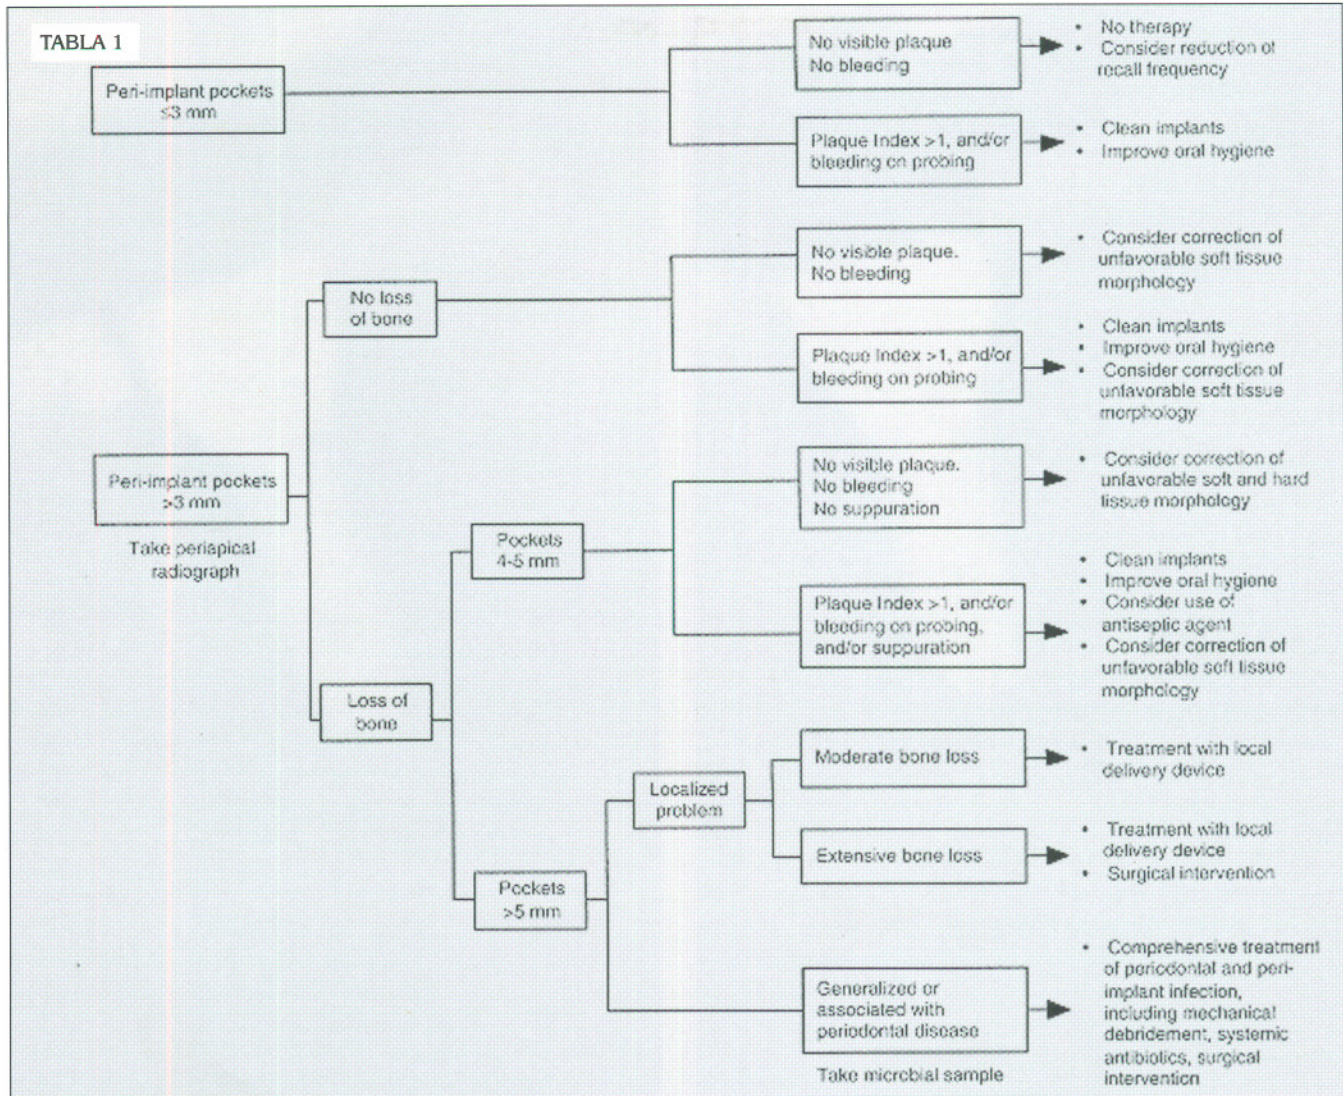 TABLA 1
Peri-implant pockets
≤3 mm
No visible plaque
No bleeding
• No therapy
• Consider reduction of
recall frequency
Plaque Index >1, and/or
bleeding on probing
• Clean implants
• Improve oral hygiene
Peri-implant pockets
>3 mm
Take periapical
radiograph
No loss
of bone
No visible plaque.
No bleeding
• Consider correction of
unfavorable soft tissue
morphology
Plaque Index >1, and/or
bleeding on probing
• Clean implants
• Improve oral hygiene
• Consider correction of
unfavorable soft tissue
morphology
Loss of
bone
Pockets
4-5 mm
No visible plaque.
No bleeding
No suppuration
• Consider correction of
unfavorable soft and hard
tissue morphology
Plaque Index >1, and/or
bleeding on probing,
and/or suppuration
• Clean implants
• Improve oral hygiene
• Consider use of
antiseptic agent
• Consider correction of
unfavorable soft tissue
morphology
Pockets
>5 mm
Localized
problem
Moderate bone loss
• Treatment with local
delivery device
Extensive bone loss
• Treatment with local
delivery device
• Surgical intervention
Generalized or
associated with
periodontal disease
Take microbial sample
• Comprehensive treatment
of periodontal and peri-
implant infection,
including mechanical
debridement, systemic
antibiotics, surgical
intervention